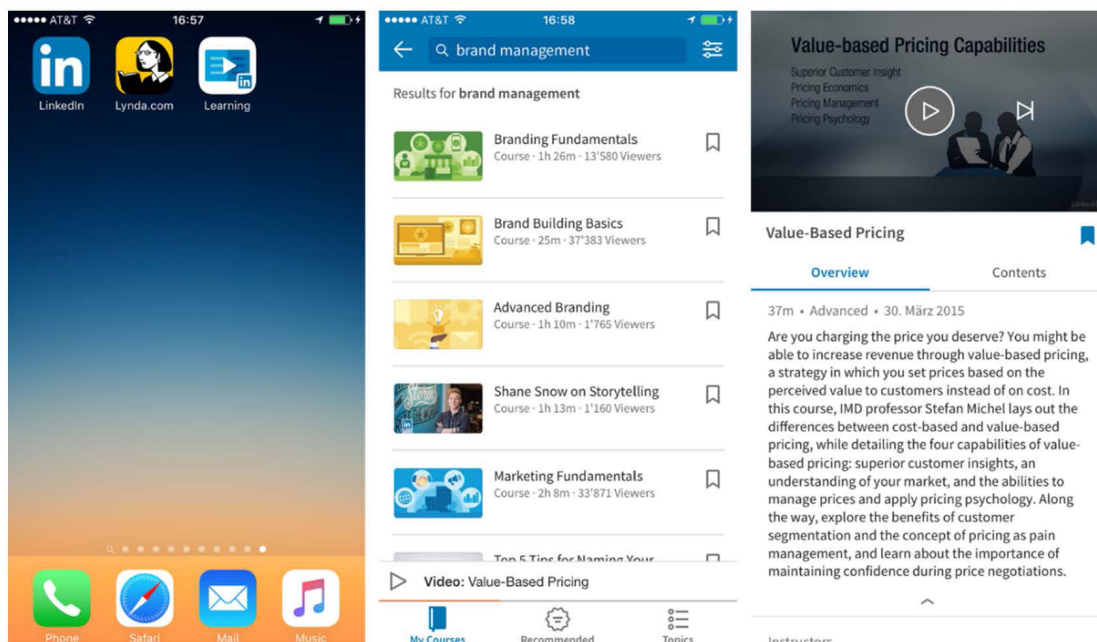 AT&T 16:57
LinkedIn Lynda.com Learning
Phone Safari Mail Music
AT&T 16:58
brand management
Results for brand management
Branding Fundamentals
Course · 1h 26m · 13'580 Viewers
Brand Building Basics
Course · 25m · 37'383 Viewers
Advanced Branding
Course · 1h 10m · 1'765 Viewers
Shane Snow on Storytelling
Course · 1h 13m · 1'160 Viewers
Marketing Fundamentals
Course · 2h 8m · 33'871 Viewers
Top 5 Tips for Naming Your
Video: Value-Based Pricing
My Courses Recommended Topics
Value-based Pricing Capabilities
Superior Customer Insight
Pricing Economics
Pricing Management
Pricing Psychology
Value-Based Pricing
Overview Contents
37m • Advanced • 30. März 2015
Are you charging the price you deserve? You might be
able to increase revenue through value-based pricing,
a strategy in which you set prices based on the
perceived value to customers instead of on cost. In
this course, IMD professor Stefan Michel lays out the
differences between cost-based and value-based
pricing, while detailing the four capabilities of value-
based pricing: superior customer insights, an
understanding of your market, and the abilities to
manage prices and apply pricing psychology. Along
the way, explore the benefits of customer
segmentation and the concept of pricing as pain
management, and learn about the importance of
maintaining confidence during price negotiations.
Instructors